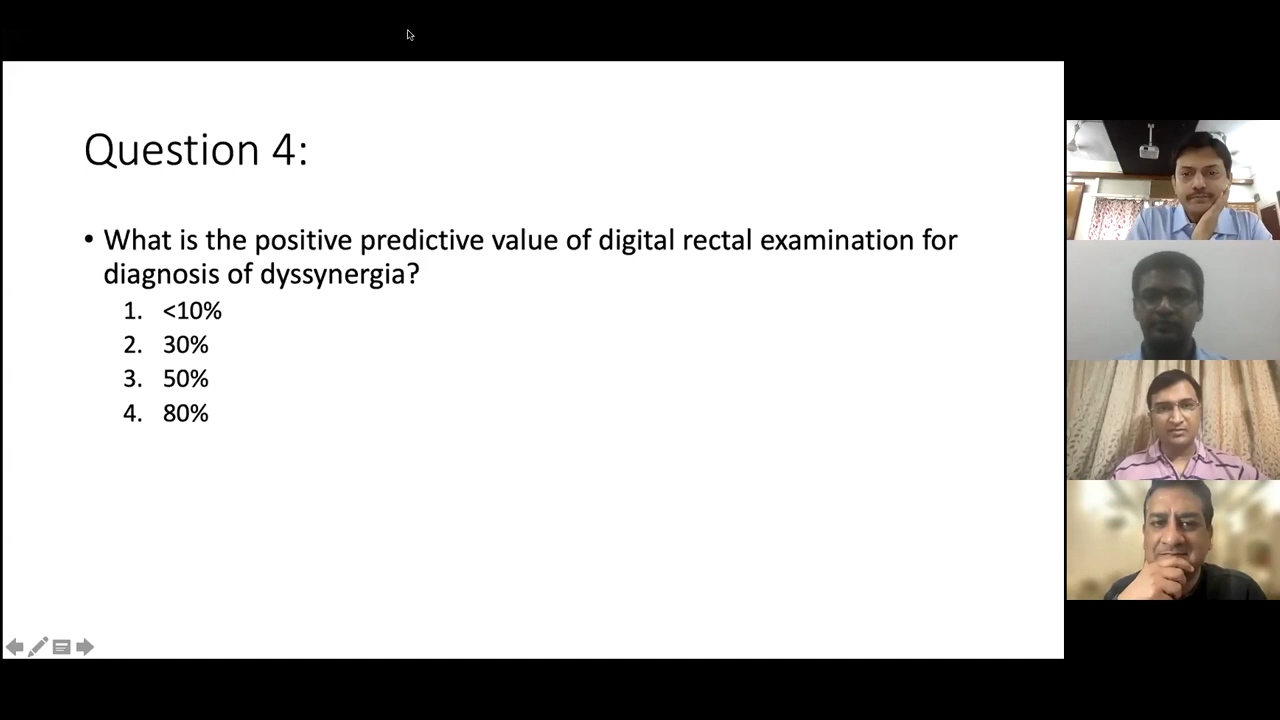 Question 4:
• What is the positive predictive value of digital rectal examination for
diagnosis of dyssynergia?
1. <10%
2. 30%
3. 50%
4. 80%